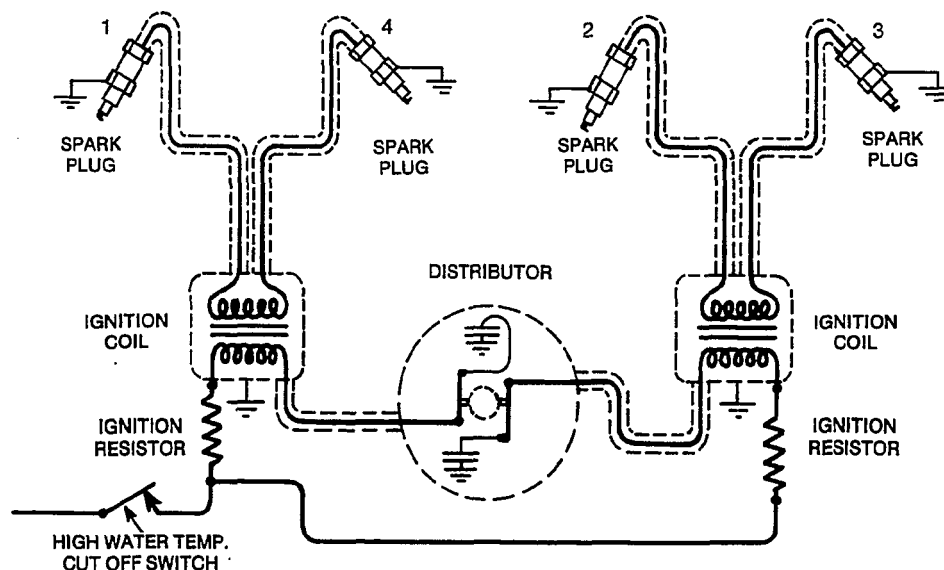 1
4
2
3
SPARK
PLUG
SPARK
PLUG
SPARK
PLUG
SPARK
PLUG
DISTRIBUTOR
IGNITION
COIL
IGNITION
COIL
IGNITION
RESISTOR
IGNITION
RESISTOR
HIGH WATER TEMP.
CUT OFF SWITCH